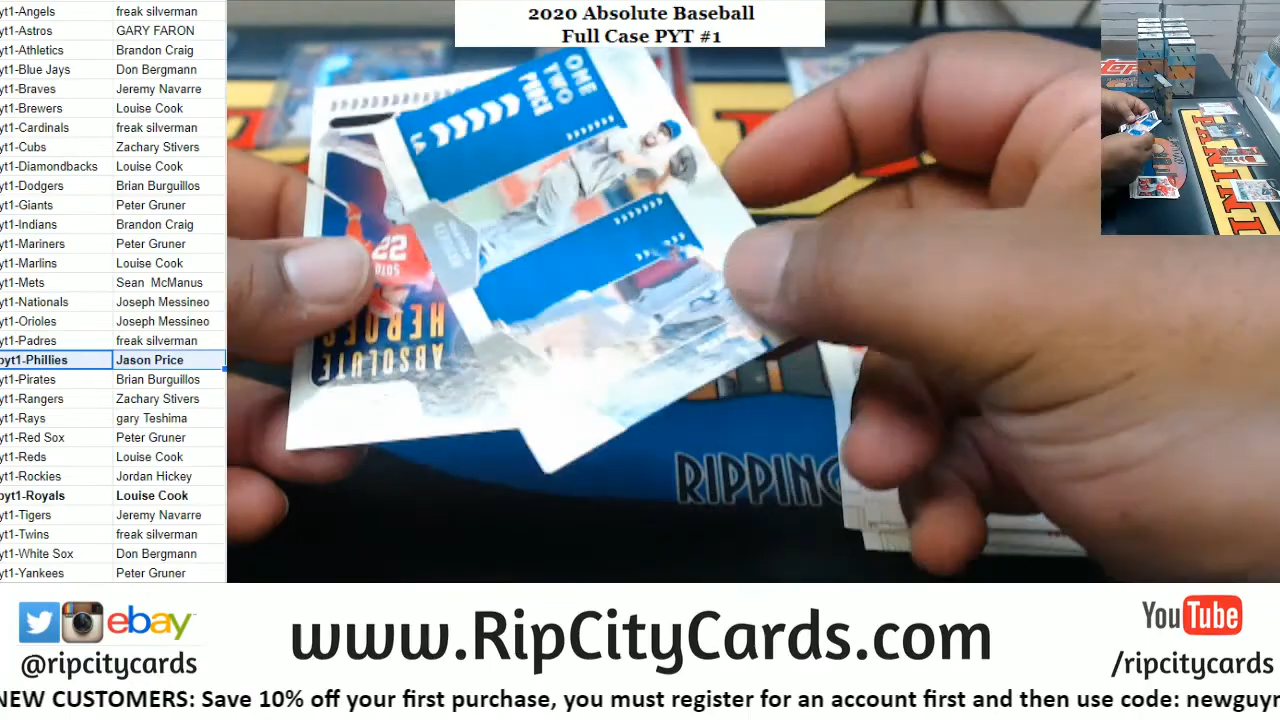 2020 Absolute Baseball
Full Case PYT #1
yt1-Angels freak silverman
yt1-Astros GARY FARON
yt1-Athletics Brandon Craig
yt1-Blue Jays Don Bergmann
yt1-Braves Jeremy Navarre
yt1-Brewers Louise Cook
yt1-Cardinals freak silverman
yt1-Cubs Zachary Stivers
yt1-Diamondbacks Louise Cook
yt1-Dodgers Brian Burguillos
yt1-Giants Peter Gruner
yt1-Indians Brandon Craig
yt1-Mariners Peter Gruner
yt1-Marlins Louise Cook
yt1-Mets Sean McManus
yt1-Nationals Joseph Messineo
yt1-Orioles Joseph Messineo
yt1-Padres freak silverman
pyt1-Phillies Jason Price
yt1-Pirates Brian Burguillos
yt1-Rangers Zachary Stivers
yt1-Rays gary Teshima
yt1-Red Sox Peter Gruner
yt1-Reds Louise Cook
yt1-Rockies Jordan Hickey
pyt1-Royals Louise Cook
yt1-Tigers Jeremy Navarre
yt1-Twins freak silverman
yt1-White Sox Don Bergmann
yt1-Yankees Peter Gruner
ONE
TWO
PUNCH
22
SOTO
ABSOLUTE
HEROES
RIPPING
PANINI
ebay
@ripcitycards
www.RipCityCards.com
YouTube
/ripcitycards
NEW CUSTOMERS: Save 10% off your first purchase, you must register for an account first and then use code: newguyr